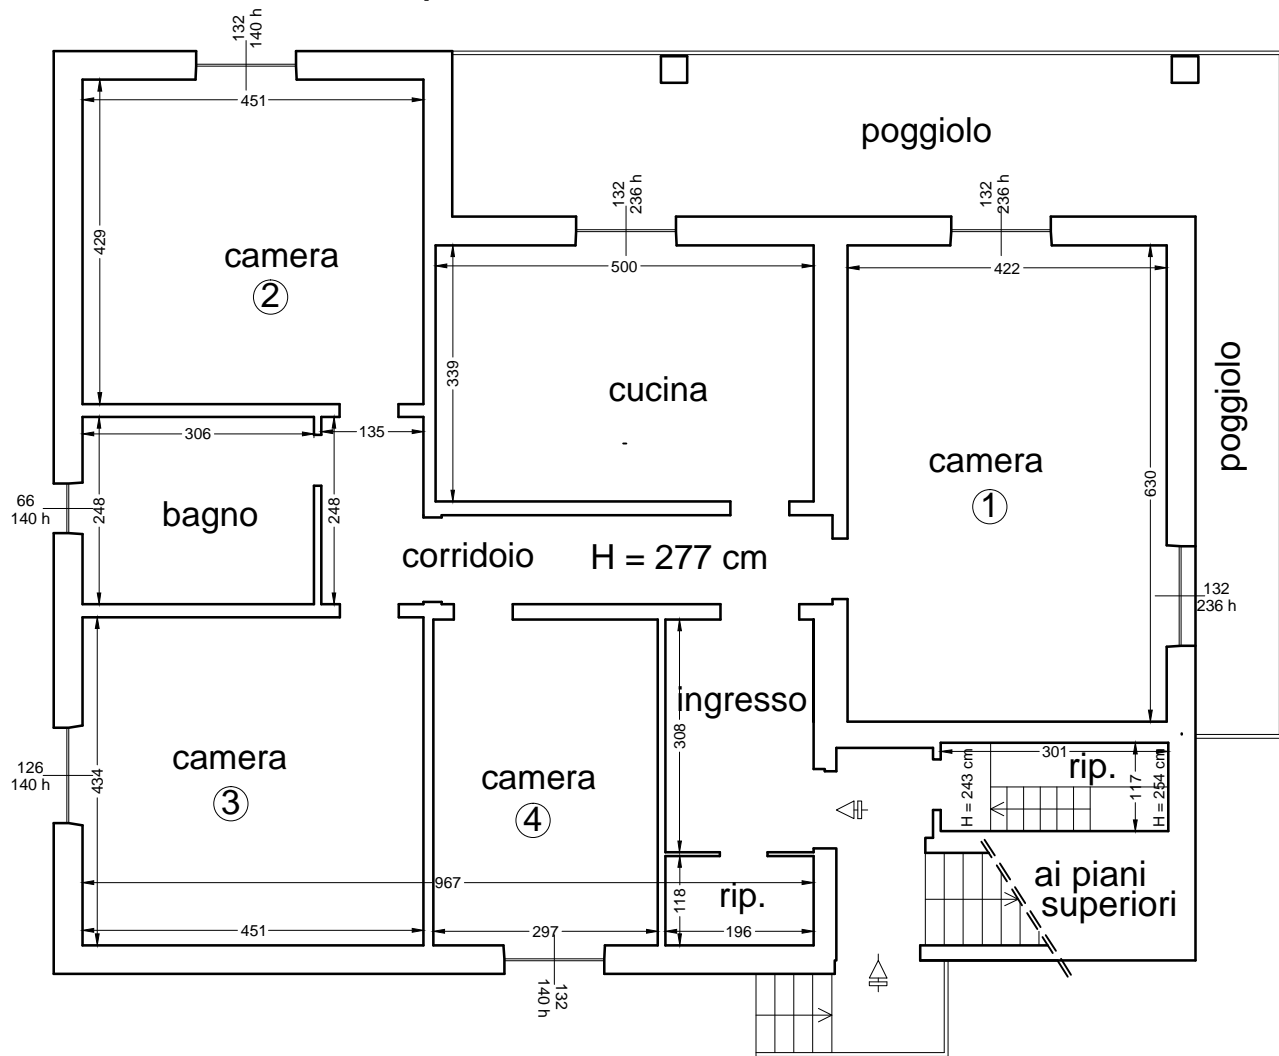 132
140 h
451
poggiolo
132
236 h
132
236 h
429
camera
2
500
422
339
cucina
poggiolo
306
135
camera
1
630
66
140 h
248
bagno
248
corridoio
H = 277 cm
132
236 h
ingresso
308
camera
3
126
140 h
434
camera
4
301
rip.
H = 243 cm
117
H = 254 cm
967
rip.
118
ai piani
superiori
451
297
196
132
140 h